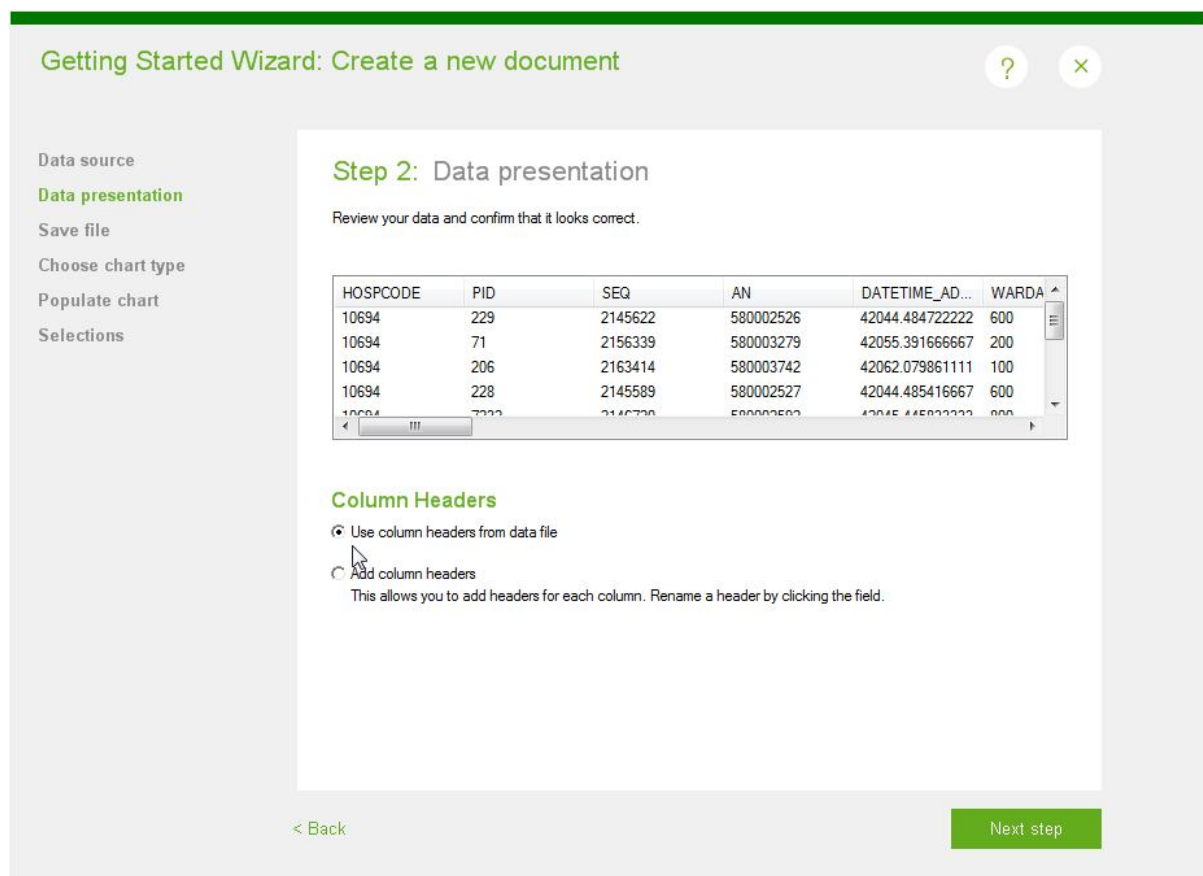 Getting Started Wizard: Create a new document
?
×
Data source
Data presentation
Save file
Choose chart type
Populate chart
Selections
Step 2: Data presentation
Review your data and confirm that it looks correct.
HOSPCODE PID SEQ AN DATETIME_AD... WARDA
10694 229 2145622 580002526 42044.484722222 600
10694 71 2156339 580003279 42055.391666667 200
10694 206 2163414 580003742 42062.079861111 100
10694 228 2145589 580002527 42044.485416667 600
Column Headers
Use column headers from data file
Add column headers
This allows you to add headers for each column. Rename a header by clicking the field.
< Back
Next step